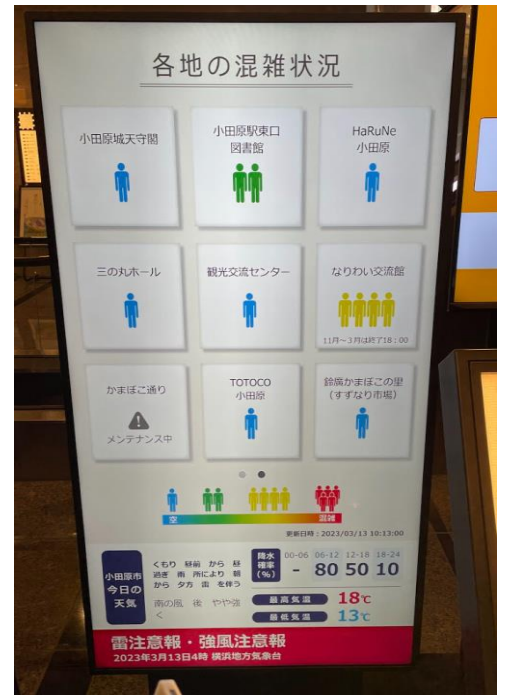 各地の混雑状況
小田原城天守閣
小田原駅東口
図書館
HaRuNe
小田原
三の丸ホール
観光交流センター
なりわい交流館
11月～3月は終了18：00
かまぼこ通り
メンテナンス中
TOTOCO
小田原
鈴廣かまぼこの里
(すずなり市場)
空
混雑
更新日時：2023/03/13 10:13:00
小田原市
今日の
天気
くもり 昼前 から 昼
過ぎ 雨 所により 朝
から 夕方 雷 を伴う
南の風 後 やや強
く
降水
確率
(%)
00-06 06-12 12-18 18-24
- 80 50 10
最高気温 18℃
最低気温 13℃
雷注意報・強風注意報
2023年3月13日4時 横浜地方気象台